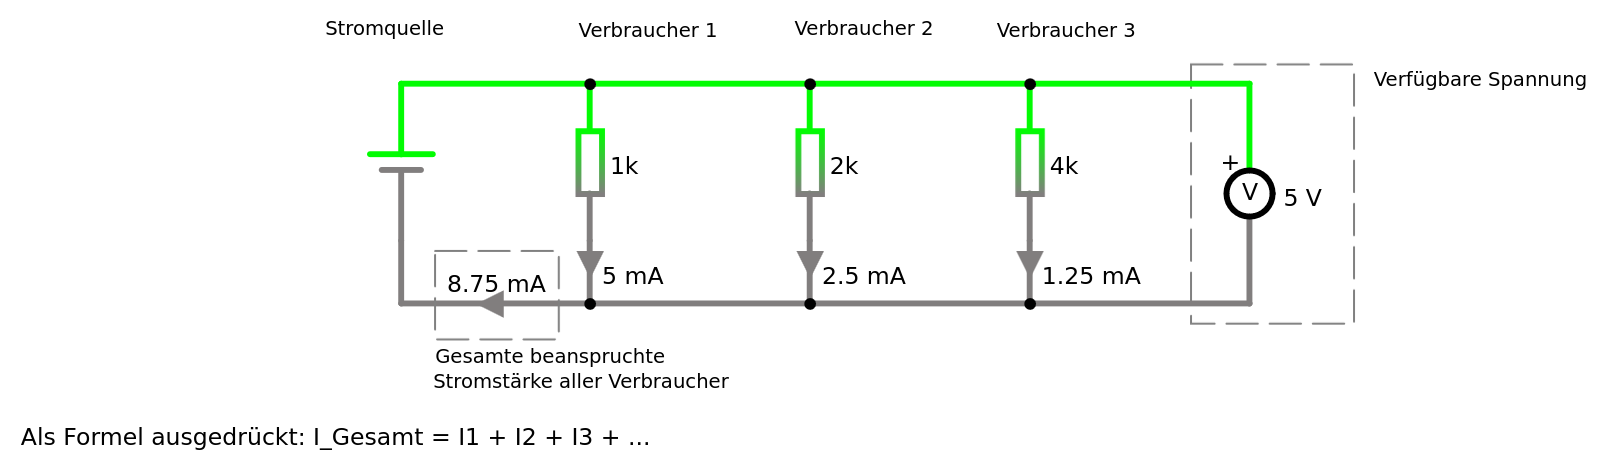 Stromquelle
Verbraucher 1
Verbraucher 2
Verbraucher 3
Verfügbare Spannung
1k
2k
4k
+
V
5 V
8.75 mA
5 mA
2.5 mA
1.25 mA
Gesamte beanspruchte
Stromstärke aller Verbraucher
Als Formel ausgedrückt: I_Gesamt = I1 + I2 + I3 + ...